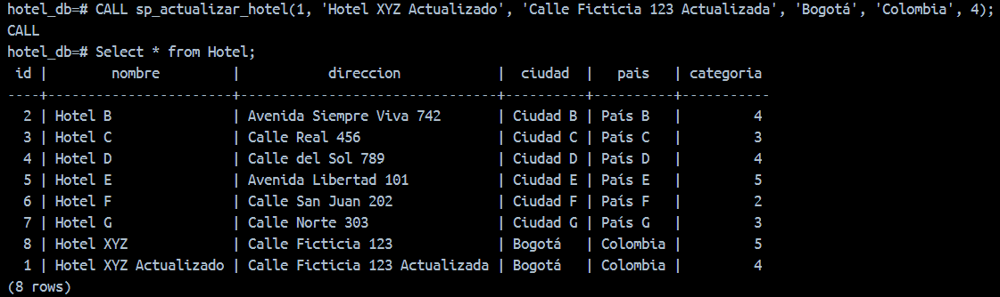 hotel_db=# CALL sp_actualizar_hotel(1, 'Hotel XYZ Actualizado', 'Calle Ficticia 123 Actualizada', 'Bogotá', 'Colombia', 4);
CALL
hotel_db=# Select * from Hotel;
 id |        nombre         |           direccion            |  ciudad  |   pais   | categoria
----+-----------------------+--------------------------------+----------+----------+-----------
  2 | Hotel B               | Avenida Siempre Viva 742       | Ciudad B | País B   |         4
  3 | Hotel C               | Calle Real 456                 | Ciudad C | País C   |         3
  4 | Hotel D               | Calle del Sol 789              | Ciudad D | País D   |         4
  5 | Hotel E               | Avenida Libertad 101           | Ciudad E | País E   |         5
  6 | Hotel F               | Calle San Juan 202             | Ciudad F | País F   |         2
  7 | Hotel G               | Calle Norte 303                | Ciudad G | País G   |         3
  8 | Hotel XYZ             | Calle Ficticia 123             | Bogotá   | Colombia |         5
  1 | Hotel XYZ Actualizado | Calle Ficticia 123 Actualizada | Bogotá   | Colombia |         4
(8 rows)